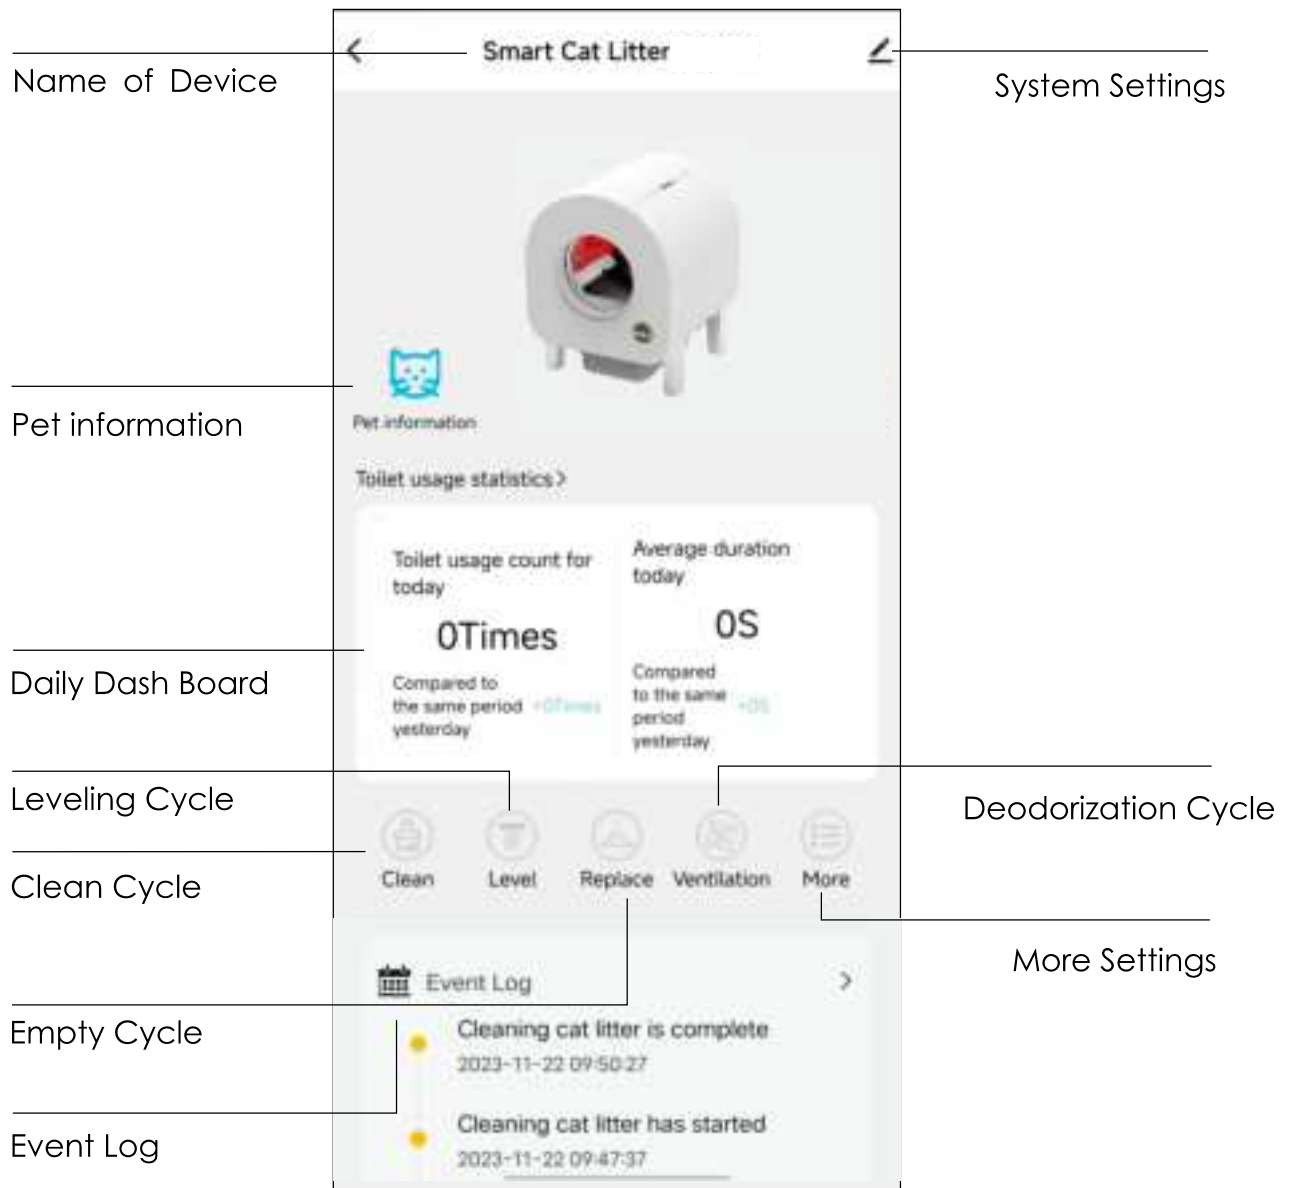 Smart Cat Litter
Name of Device
System Settings
Pet information
Pet information
Toilet usage statistics>
Toilet usage count for
today
0Times
Compared to
the same period +0Times
yesterday
Average duration
today
0S
Compared
to the same +0S
period
yesterday
Daily Dash Board
Leveling Cycle
Deodorization Cycle
Clean Cycle
Clean Level Replace Ventilation More
More Settings
Event Log
Empty Cycle
Cleaning cat litter is complete
2023-11-22 09:50:27
Cleaning cat litter has started
2023-11-22 09:47:37
Event Log